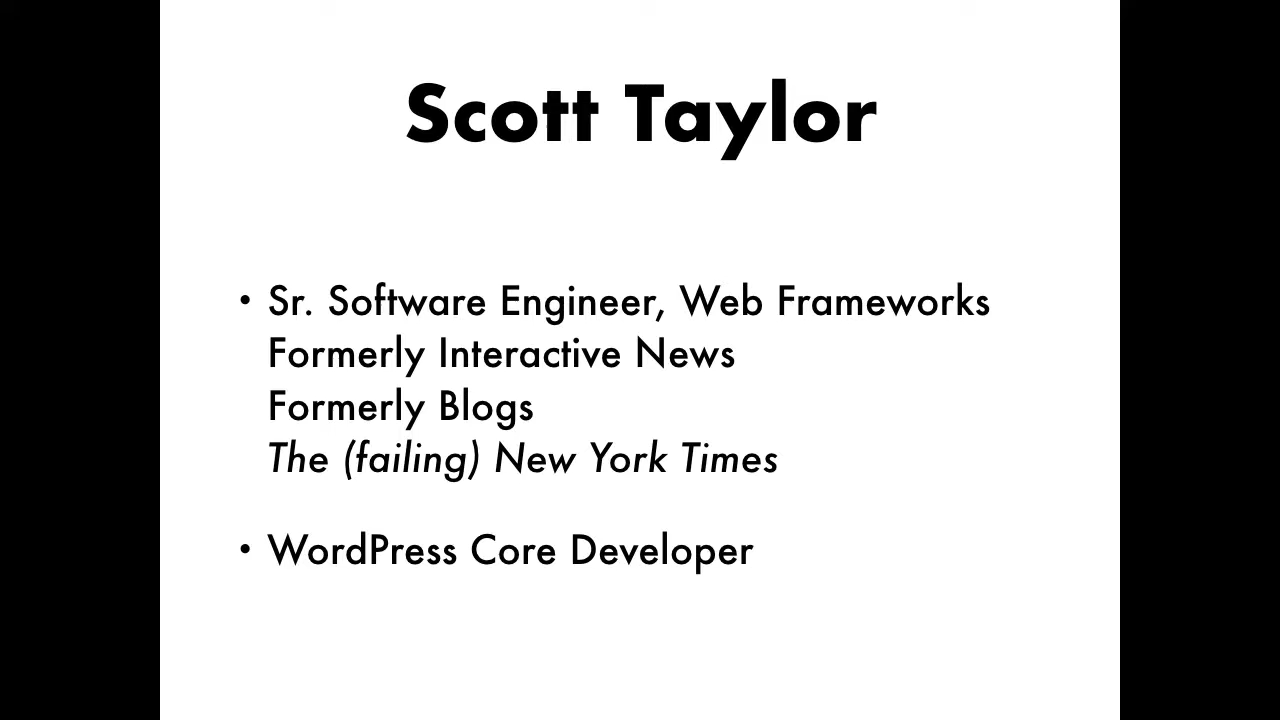 Scott Taylor
• Sr. Software Engineer, Web Frameworks
Formerly Interactive News
Formerly Blogs
The (failing) New York Times
• WordPress Core Developer